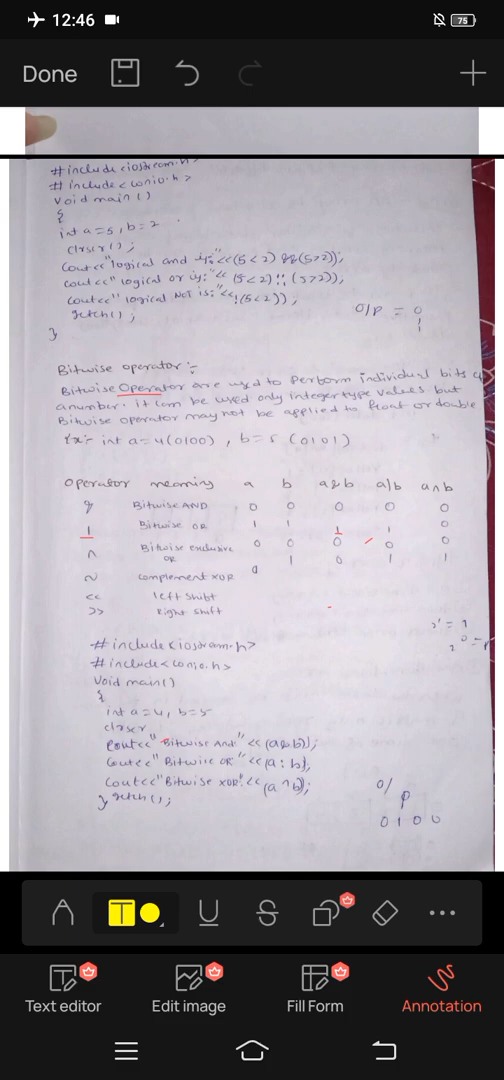 12:46
75
Done
#include<iostream.h>
#include<conio.h>
Void main()
{
int a=5, b=2
clrscr();
Cout<<"logical and is:"<<(5<2) &&(5>2));
cout<<" logical or is:"<< (5<2)!!(5>2));
cout<<" logical NOT is:"<<!(5<2));
getch();
}
O/P = 0
1
1
Bitwise operator :-
Bitwise Operator are used to Perform individual bits of
a number. it can be used only integer type values but
Bitwise operator may not be applied to float or double
Ex:- int a=4(0100), b=5 (0101)
Operator meaning a b a&b a|b a^b
& Bitwise AND 0 0 0 0 0
| Bitwise OR 1 1 1 1 0
^ Bitwise exclusive 0 0 0 0 0
OR 0 1 0 1 1
~ complement XOR
<< left Shift
>> Right Shift
#include<iostream.h>
#include<conio.h>
Void main()
{
int a=4, b=5
clrscr
cout<<" Bitwise And" <<(a&b));
Cout<<" Bitwise OR "<<(a:b);
Cout<<"Bitwise XOR"<<(a^b));
} getch();
O/
P
0 1 0 0
T
U
S
Text editor
Edit image
Fill Form
Annotation